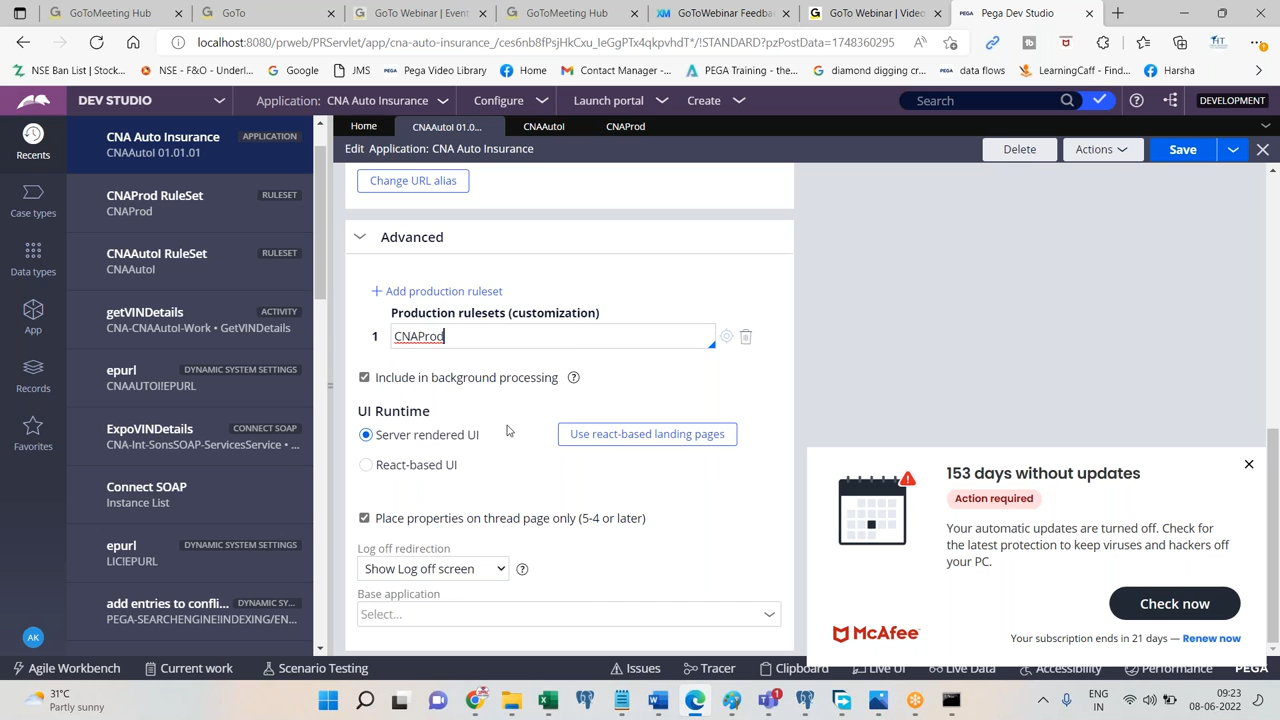 GoToMeeting Hub
GoTo
Goto Webinar | Event
GoToMeeting Hub
GoToWebinar Feedbac
GoTo Webinar | Video
Pega Dev Studio
localhost:8080/prweb/PRServlet/app/cna-auto-insurance_/ces6nb8fPsjHkCxu_IeGgPTx4qkpvhdT*/!STANDARD?pzPostData=1748360295
NSE Ban List | Stock...
NSE - F&O - Underl...
Google
JMS
Pega Video Library
Home
Contact Manager -...
PEGA Training - the...
diamond digging cr...
data flows
LearningCaff - Find...
Harsha
DEV STUDIO
Application: CNA Auto Insurance
Configure
Launch portal
Create
Search
DEVELOPMENT
Recents
Case types
Data types
App
Records
Favorites
AK
CNA Auto Insurance APPLICATION
CNAAutoI 01.01.01
CNAProd RuleSet RULESET
CNAProd
CNAAutoI RuleSet RULESET
CNAAutoI
getVINDetails ACTIVITY
CNA-CNAAutoI-Work • GetVINDetails
epurl DYNAMIC SYSTEM SETTINGS
CNAAUTOI!EPURL
ExpoVINDetails CONNECT SOAP
CNA-Int-SonsSOAP-ServicesService • ...
Connect SOAP
Instance List
epurl DYNAMIC SYSTEM SETTINGS
LIC!EPURL
add entries to confli... DYNAMIC SY...
PEGA-SEARCHENGINE!INDEXING/EN...
Home
CNAAutoI 01.0...
CNAAutoI
CNAProd
Edit Application: CNA Auto Insurance
Delete
Actions
Save
Change URL alias
Advanced
+ Add production ruleset
Production rulesets (customization)
1 CNAProd
Include in background processing
UI Runtime
Server rendered UI
Use react-based landing pages
React-based UI
Place properties on thread page only (5-4 or later)
Log off redirection
Show Log off screen
Base application
Select...
153 days without updates
Action required
Your automatic updates are turned off. Check for
the latest protection to keep viruses and hackers off
your PC.
Check now
McAfee
Your subscription ends in 21 days — Renew now
Agile Workbench
Current work
Scenario Testing
Issues
Tracer
Clipboard
Live UI
Live Data
Accessibility
Performance
PEGA
31°C
Partly sunny
ENG
IN
09:23
08-06-2022